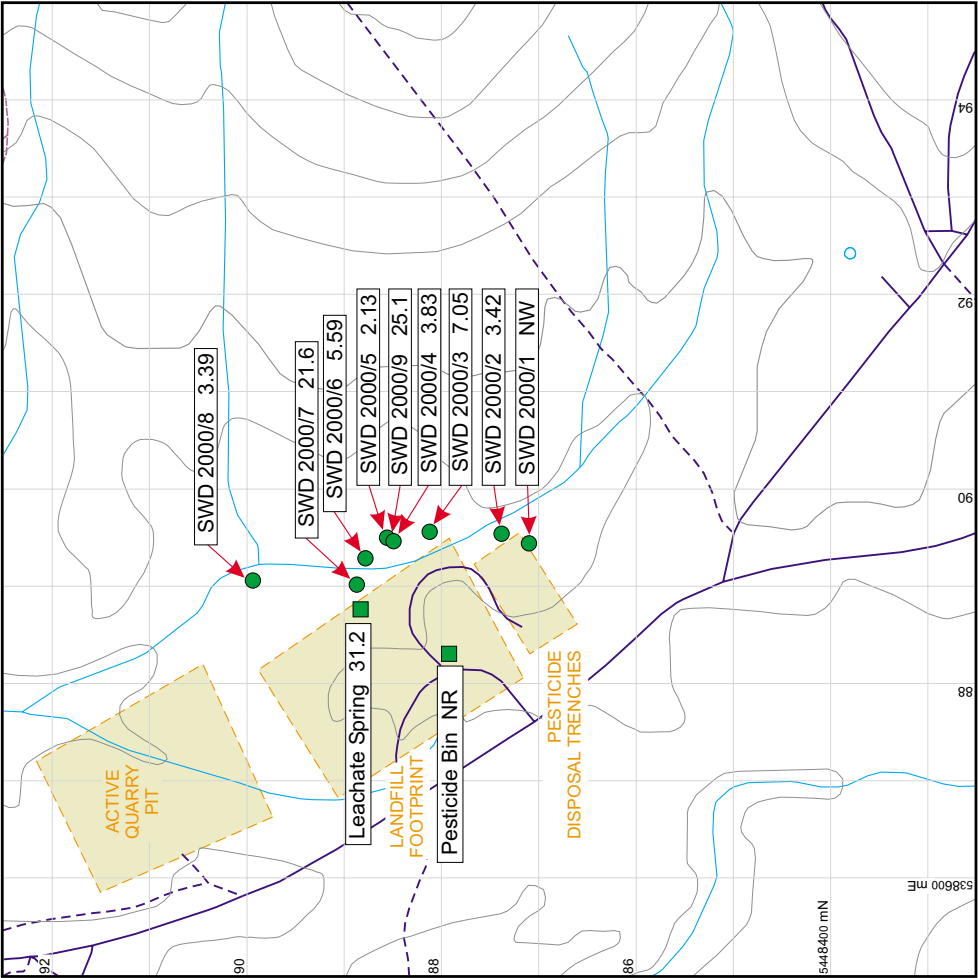 SWD 2000/8 3.39
SWD 2000/7 21.6
SWD 2000/6 5.59
SWD 2000/5 2.13
SWD 2000/9 25.1
SWD 2000/4 3.83
SWD 2000/3 7.05
SWD 2000/2 3.42
SWD 2000/1 NW
Leachate Spring 31.2
Pesticide Bin NR
ACTIVE
QUARRY
PIT
LANDFILL
FOOTPRINT
PESTICIDE
DISPOSAL TRENCHES
92
90
88
86
5448400 mN
538600 mE
88
90
92
94